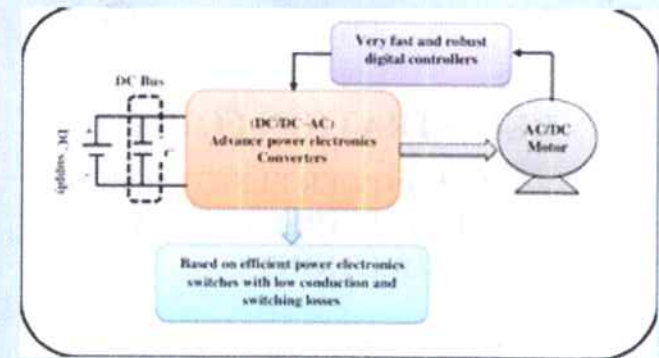 Very fast and robust
digital controllers
DC Bus
DC supply
+
-
C
(DC/DC-AC)
Advance power electronics
Converters
AC/DC
Motor
Based on efficient power electronics
switches with low conduction and
switching losses